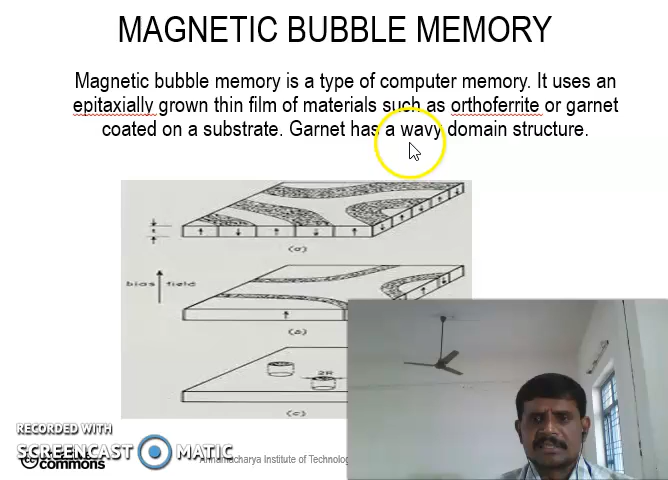 MAGNETIC BUBBLE MEMORY
Magnetic bubble memory is a type of computer memory. It uses an
epitaxially grown thin film of materials such as orthoferrite or garnet
coated on a substrate. Garnet has a wavy domain structure.
(a)
bias field
(b)
2R
(c)
RECORDED WITH
SCREENCAST MATIC
commons
Annamacharya Institute of Technology